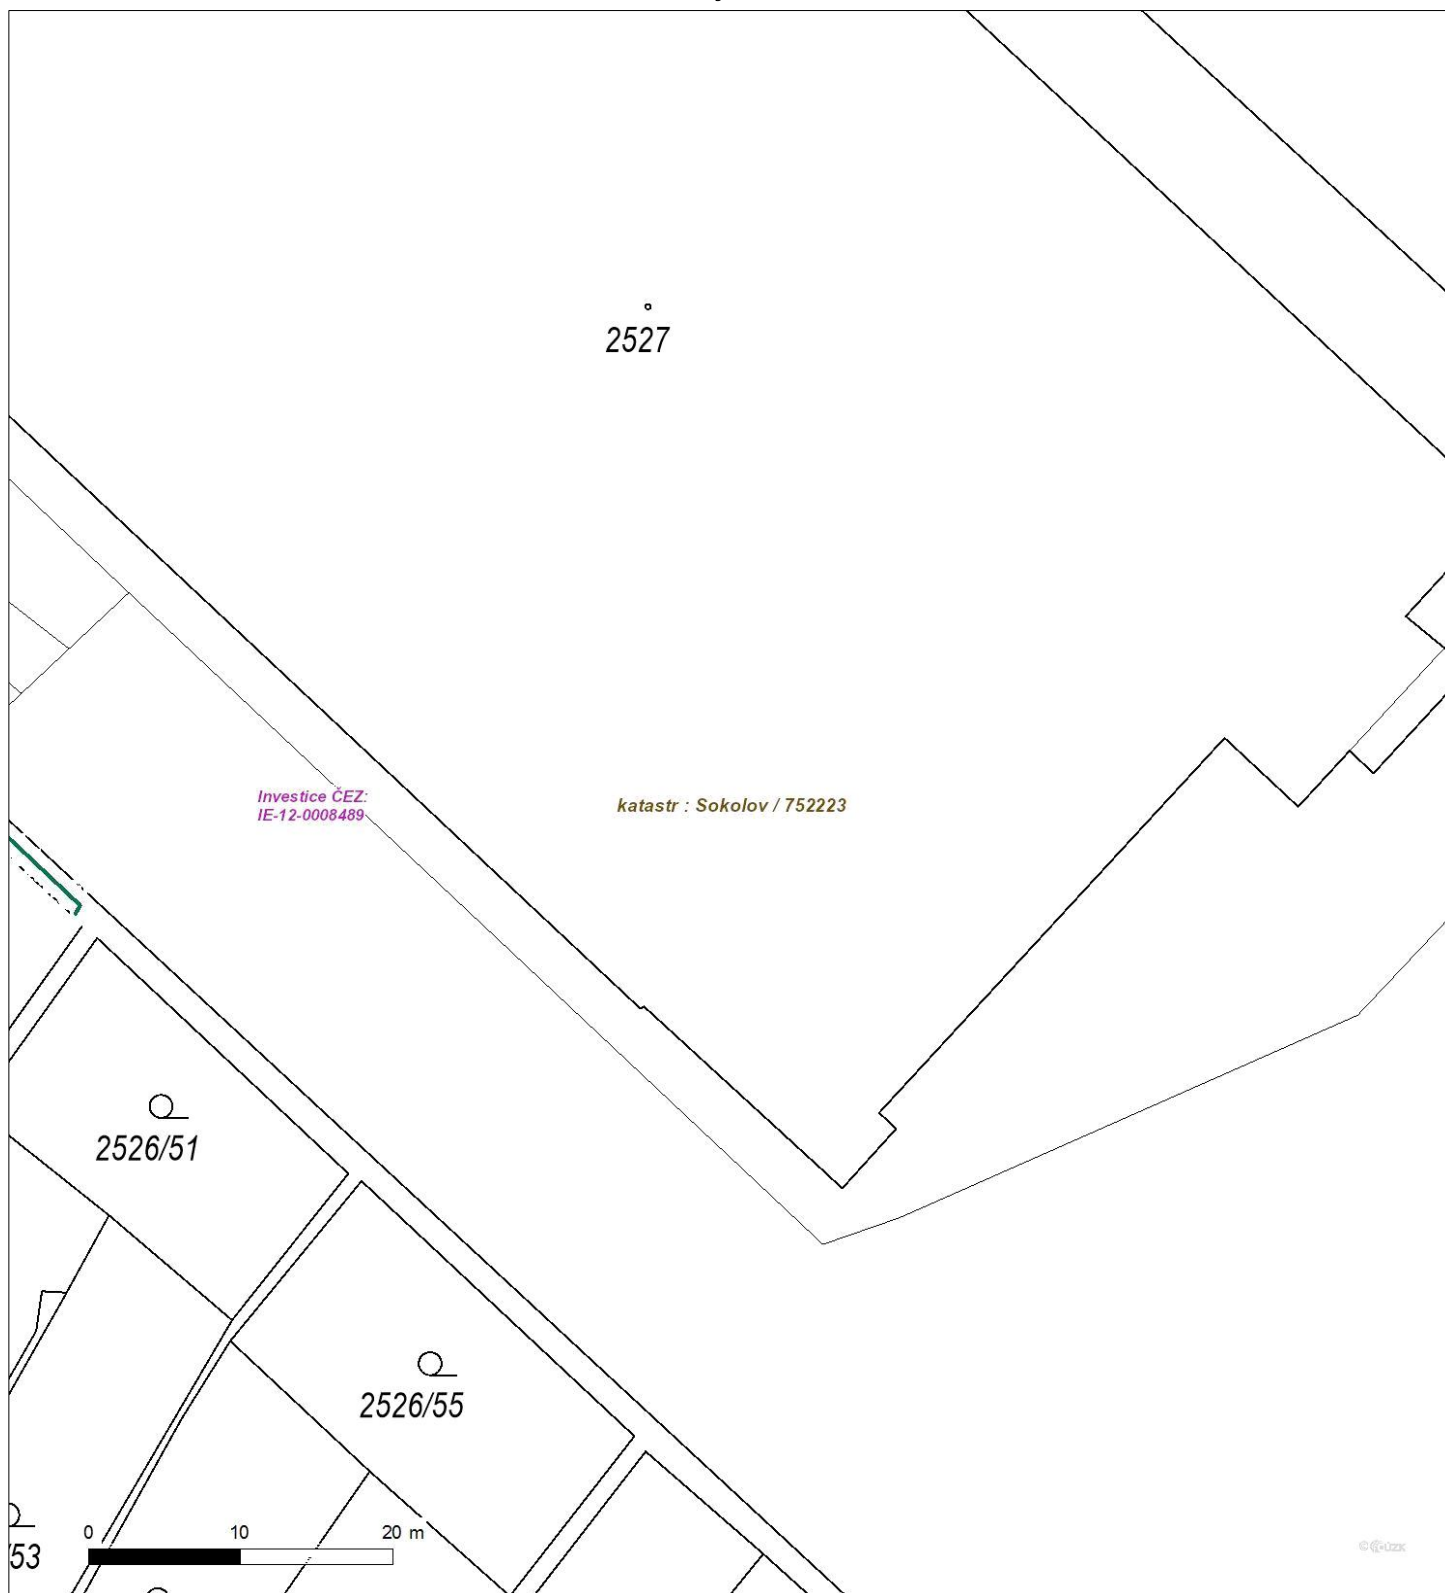 2527
Investice ČEZ:
IE-12-0008489
katastr : Sokolov / 752223
2526/51
2526/55
/53
0 10 20 m